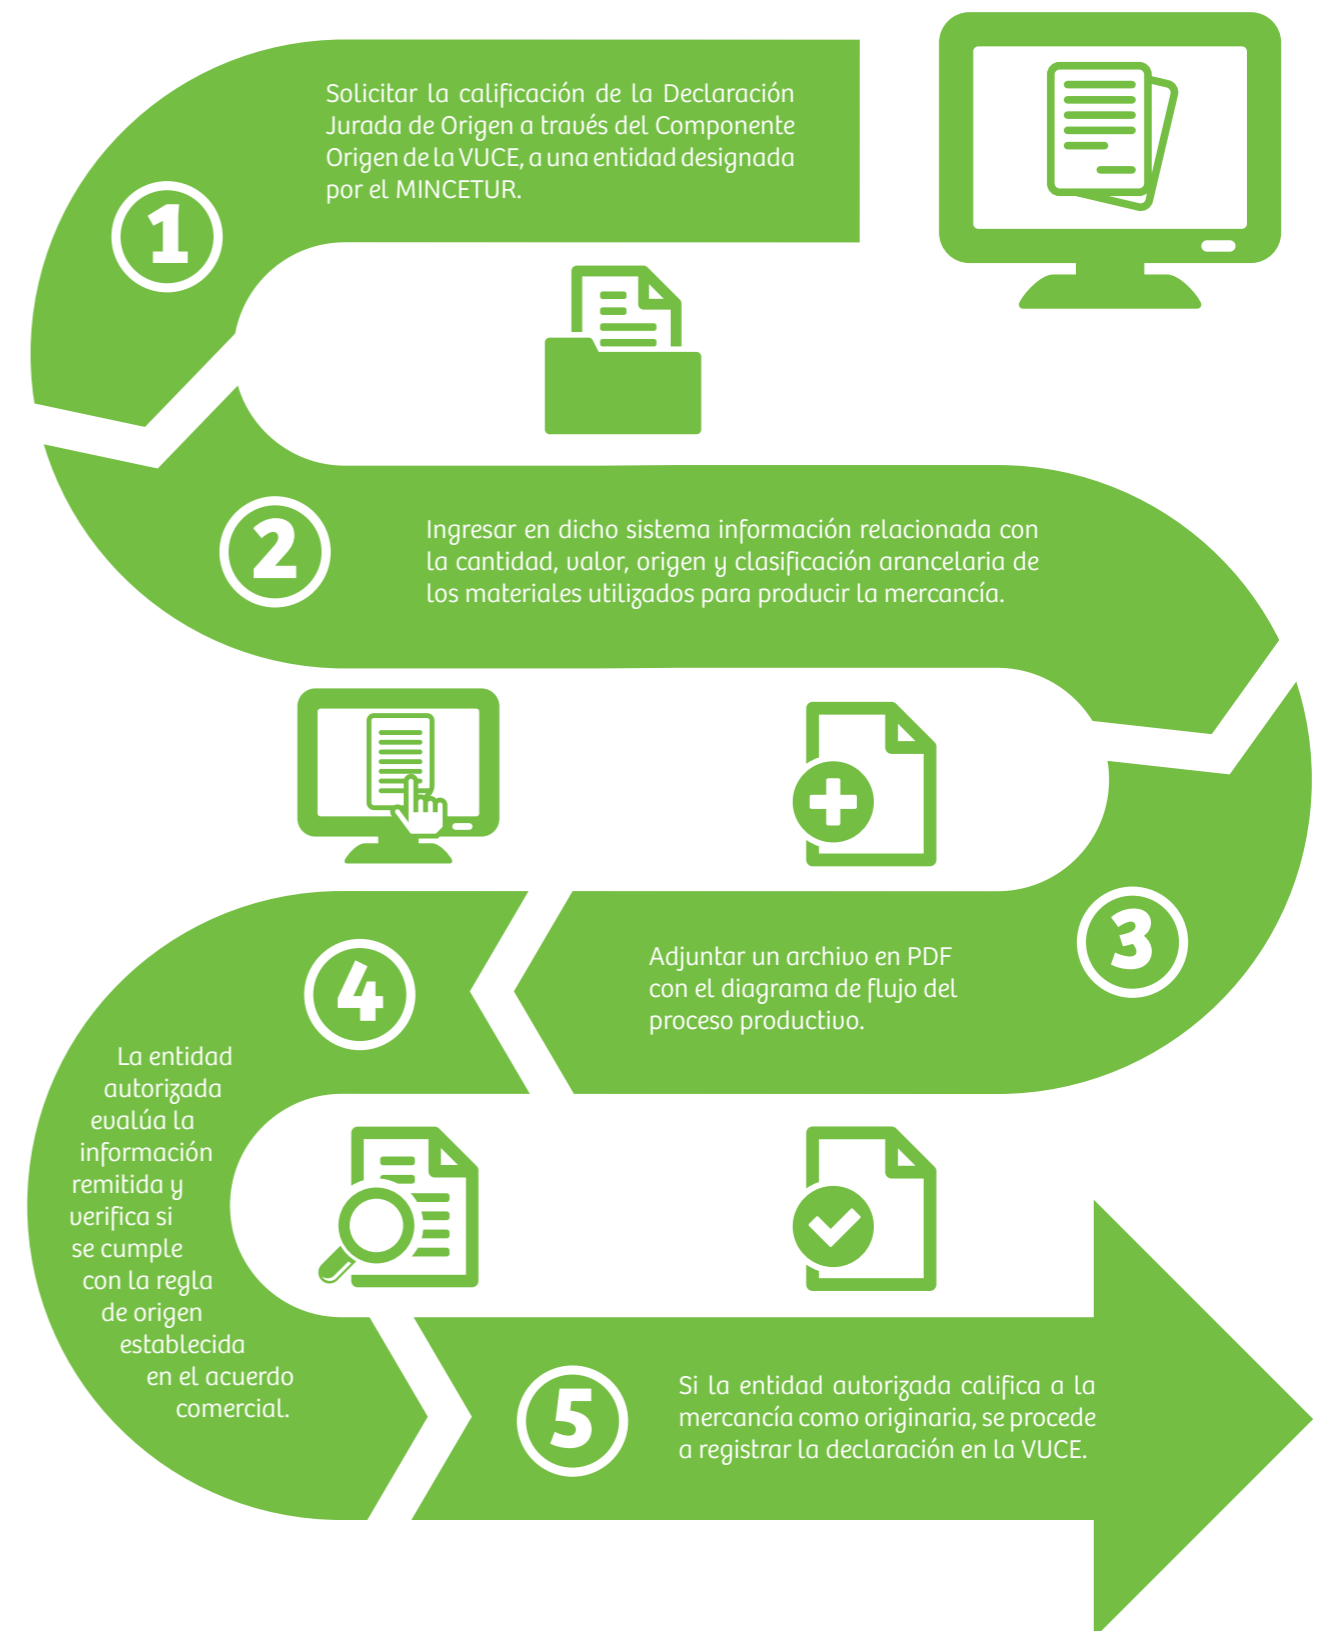 1
Solicitar la calificación de la Declaración
Jurada de Origen a través del Componente
Origen de la VUCE, a una entidad designada
por el MINCETUR.
2
Ingresar en dicho sistema información relacionada con
la cantidad, valor, origen y clasificación arancelaria de
los materiales utilizados para producir la mercancía.
3
Adjuntar un archivo en PDF
con el diagrama de flujo del
proceso productivo.
4
La entidad
autorizada
evalúa la
información
remitida y
verifica si
se cumple
con la regla
de origen
establecida
en el acuerdo
comercial.
5
Si la entidad autorizada califica a la
mercancía como originaria, se procede
a registrar la declaración en la VUCE.